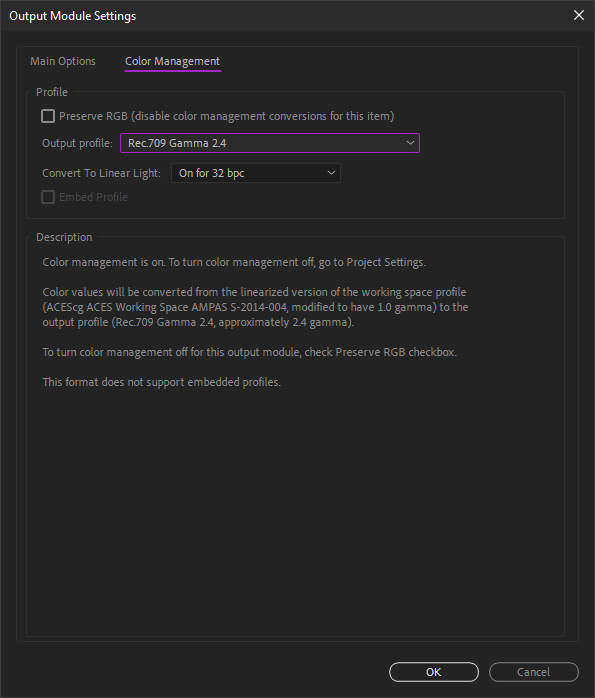 Output Module Settings
Main Options
Color Management
Profile
Preserve RGB (disable color management conversions for this item)
Output profile: Rec.709 Gamma 2.4
Convert To Linear Light: On for 32 bpc
Embed Profile
Description
Color management is on. To turn color management off, go to Project Settings.
Color values will be converted from the linearized version of the working space profile
(ACEScg ACES Working Space AMPAS S-2014-004, modified to have 1.0 gamma) to the
output profile (Rec.709 Gamma 2.4, approximately 2.4 gamma).
To turn color management off for this output module, check Preserve RGB checkbox.
This format does not support embedded profiles.
OK
Cancel